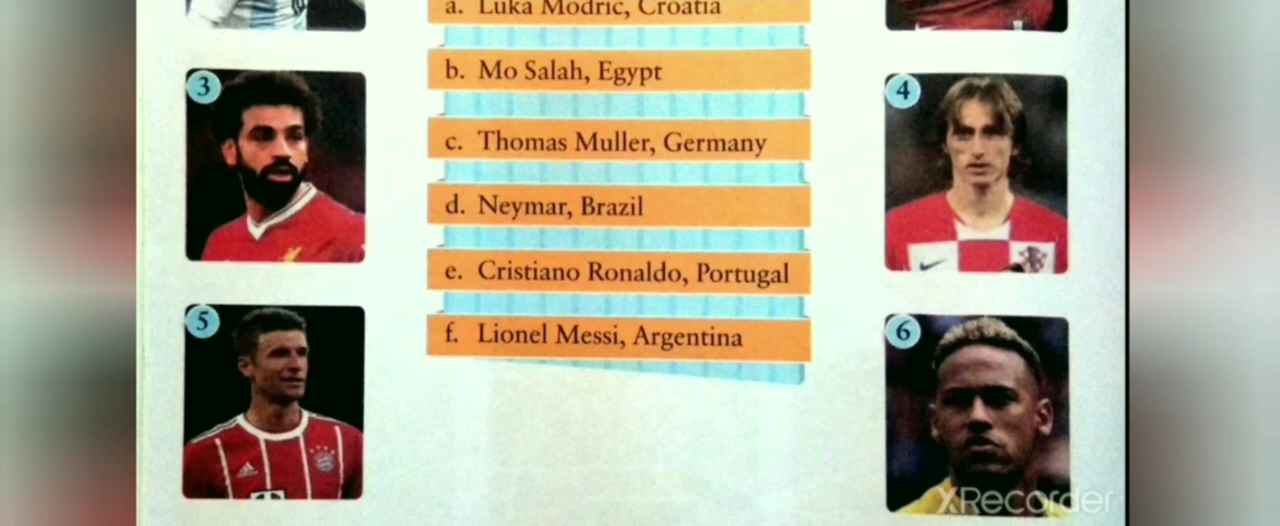 a. Luka Modric, Croatia
3
b. Mo Salah, Egypt
4
c. Thomas Muller, Germany
d. Neymar, Brazil
e. Cristiano Ronaldo, Portugal
5
f. Lionel Messi, Argentina
6
XRecorder